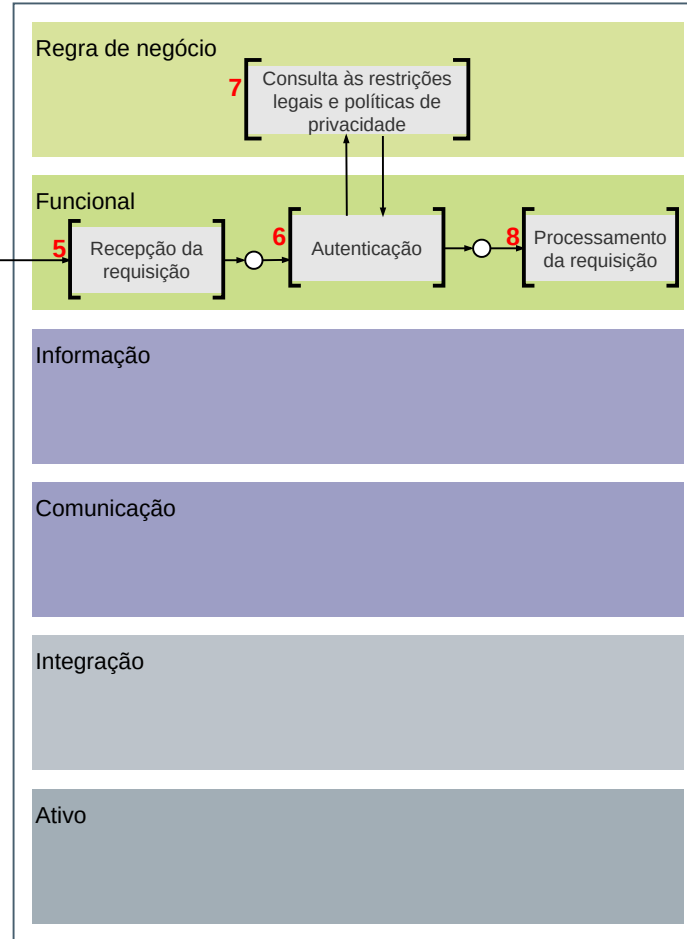 Regra de negócio
7
Consulta às restrições
legais e políticas de
privacidade
Funcional
5
Recepção da
requisição
6
Autenticação
8
Processamento
da requisição
Informação
Comunicação
Integração
Ativo